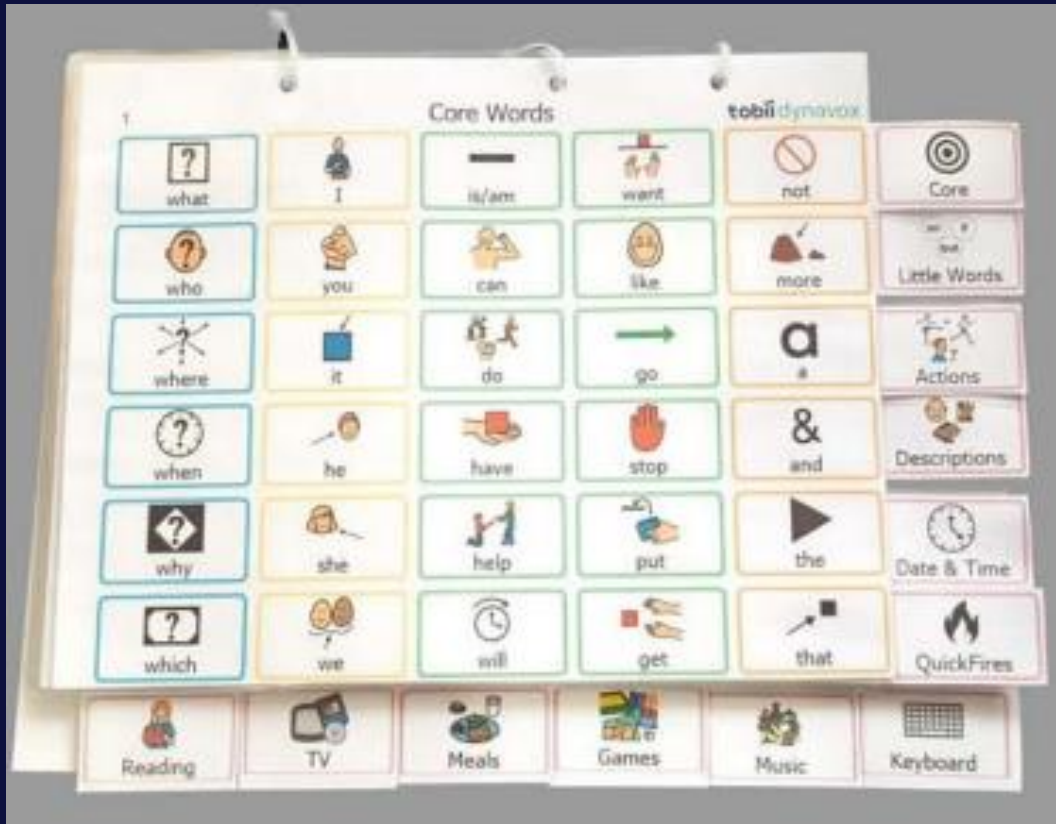 1 Core Words tobii dynavox
what I is/am want not Core
who you can like more Little Words
where it do go a a Actions
when he have stop & and Descriptions
why she help put the Date & Time
which we will get that QuickFires
Reading TV Meals Games Music Keyboard